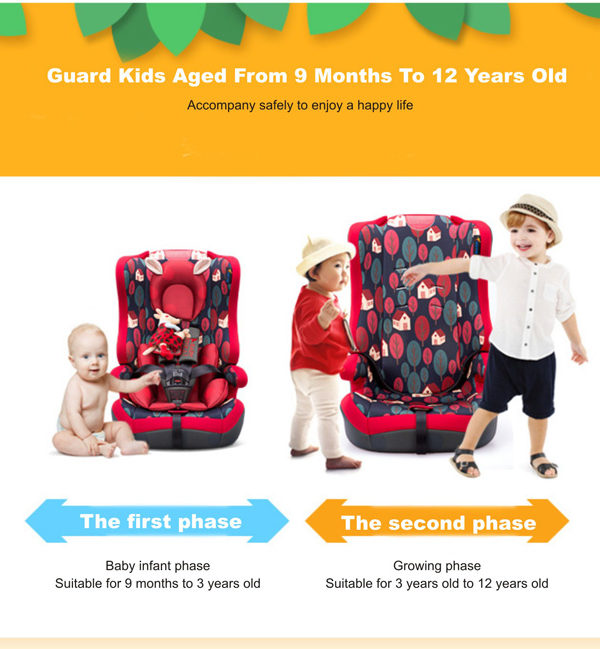 Guard Kids Aged From 9 Months To 12 Years Old
Accompany safely to enjoy a happy life
The first phase
The second phase
Baby infant phase
Suitable for 9 months to 3 years old
Growing phase
Suitable for 3 years old to 12 years old